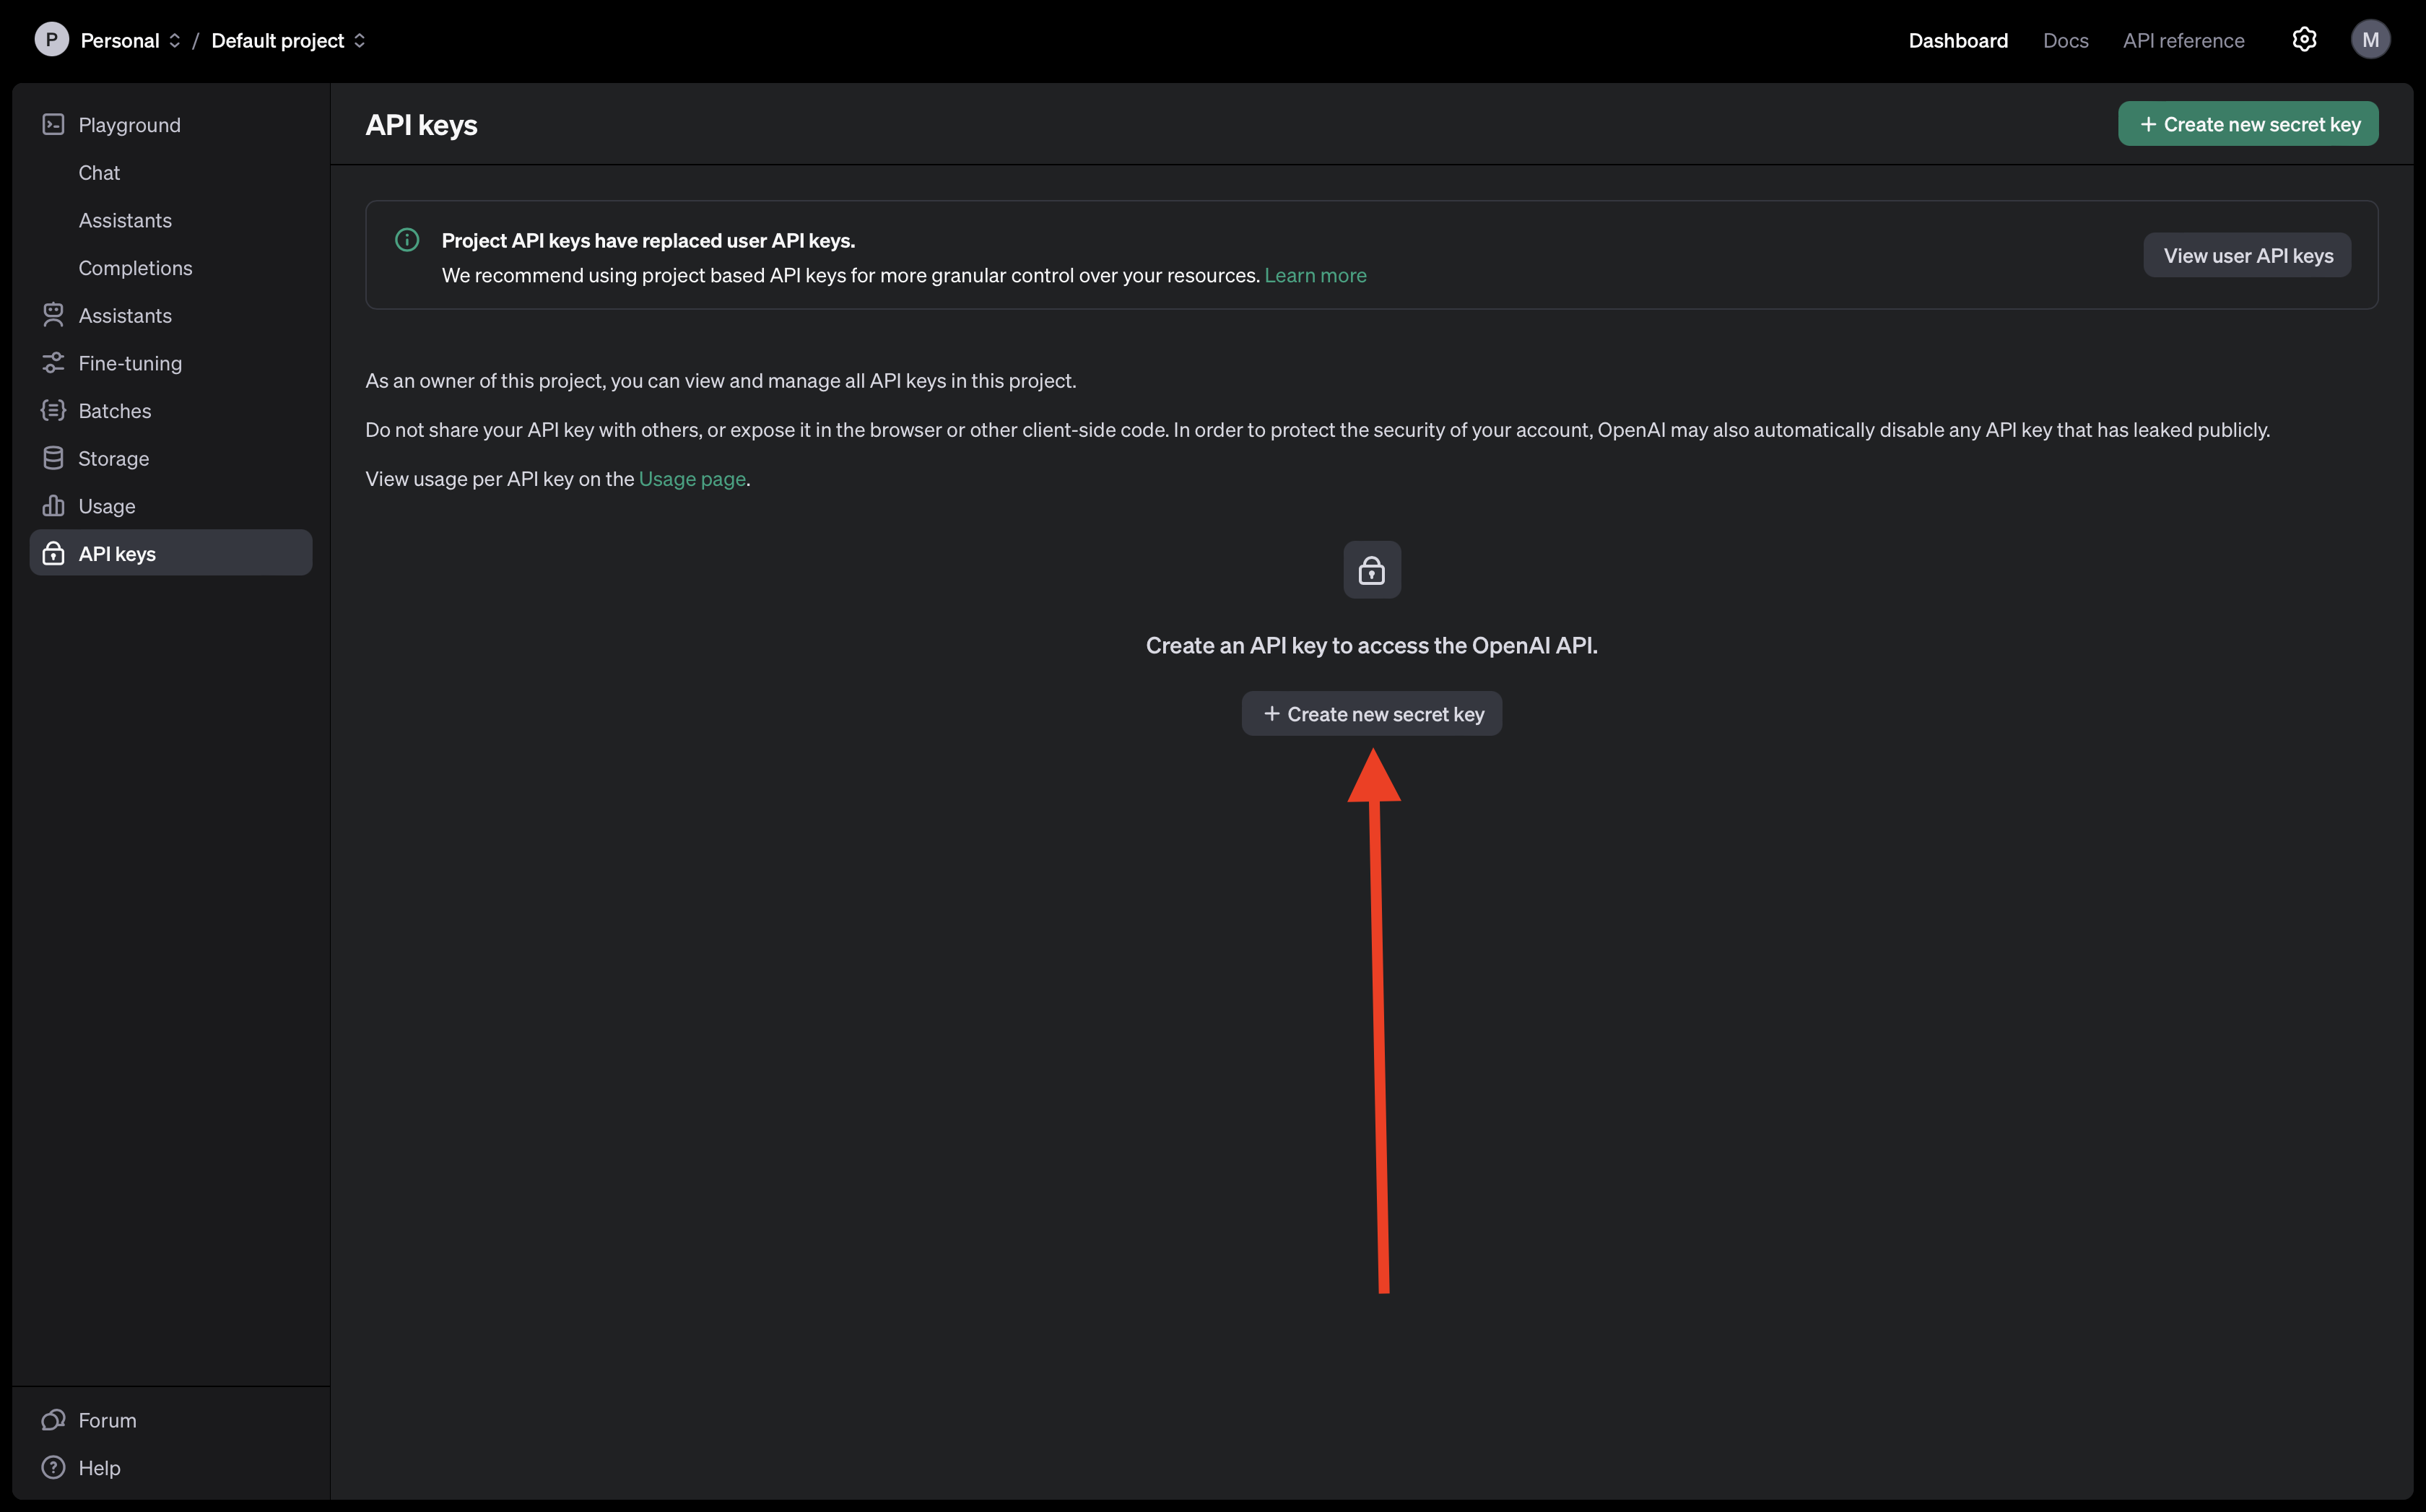 P Personal / Default project
Dashboard Docs API reference M
Playground
Chat
Assistants
Completions
Assistants
Fine-tuning
Batches
Storage
Usage
API keys
Forum
Help
API keys
+ Create new secret key
Project API keys have replaced user API keys.
We recommend using project based API keys for more granular control over your resources. Learn more
View user API keys
As an owner of this project, you can view and manage all API keys in this project.
Do not share your API key with others, or expose it in the browser or other client-side code. In order to protect the security of your account, OpenAI may also automatically disable any API key that has leaked publicly.
View usage per API key on the Usage page.
Create an API key to access the OpenAI API.
+ Create new secret key